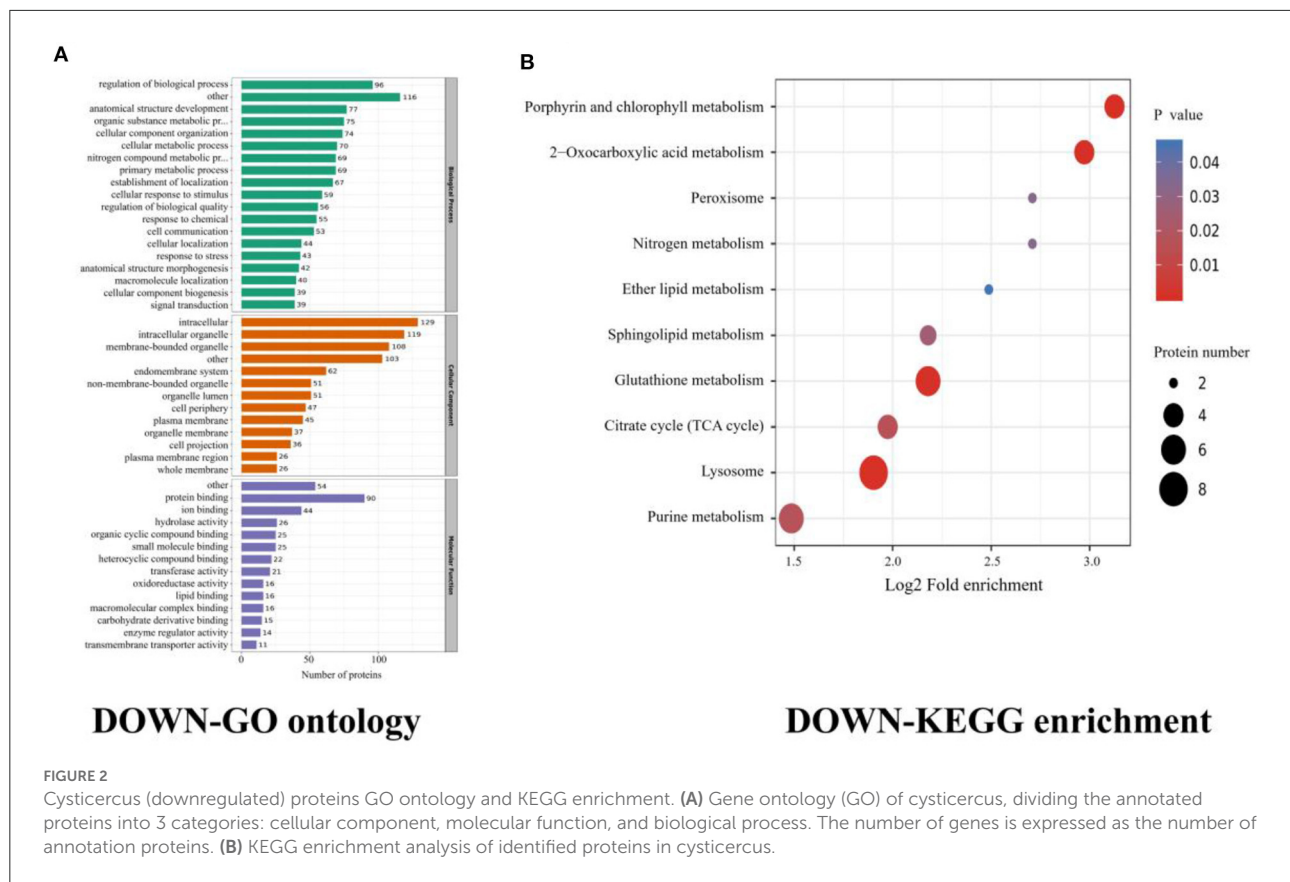 A
regulation of biological process 96
other 116
anatomical structure development 77
organic substance metabolic pr... 75
cellular component organization 74
cellular metabolic process 70
nitrogen compound metabolic pr... 69
primary metabolic process 69
establishment of localization 67
cellular response to stimulus 59
regulation of biological quality 56
response to chemical 55
cell communication 53
cellular localization 44
response to stress 43
anatomical structure morphogenesis 42
macromolecule localization 40
cellular component biogenesis 39
signal transduction 39
Biological Process
intracellular 129
intracellular organelle 119
membrane-bounded organelle 108
other 103
endomembrane system 62
non-membrane-bounded organelle 51
organelle lumen 51
cell periphery 47
plasma membrane 45
organelle membrane 37
cell projection 36
plasma membrane region 26
whole membrane 26
Cellular Component
other 54
protein binding 90
ion binding 44
hydrolase activity 26
organic cyclic compound binding 25
small molecule binding 25
heterocyclic compound binding 22
transferase activity 21
oxidoreductase activity 16
lipid binding 16
macromolecular complex binding 16
carbohydrate derivative binding 15
enzyme regulator activity 14
transmembrane transporter activity 11
Molecular Function
0 50 100
Number of proteins
DOWN-GO ontology
B
Porphyrin and chlorophyll metabolism
2−Oxocarboxylic acid metabolism
Peroxisome
Nitrogen metabolism
Ether lipid metabolism
Sphingolipid metabolism
Glutathione metabolism
Citrate cycle (TCA cycle)
Lysosome
Purine metabolism
1.5 2.0 2.5 3.0
Log2 Fold enrichment
P value
0.04
0.03
0.02
0.01
Protein number
2
4
6
8
DOWN-KEGG enrichment
FIGURE 2
Cysticercus (downregulated) proteins GO ontology and KEGG enrichment. (A) Gene ontology (GO) of cysticercus, dividing the annotated
proteins into 3 categories: cellular component, molecular function, and biological process. The number of genes is expressed as the number of
annotation proteins. (B) KEGG enrichment analysis of identified proteins in cysticercus.